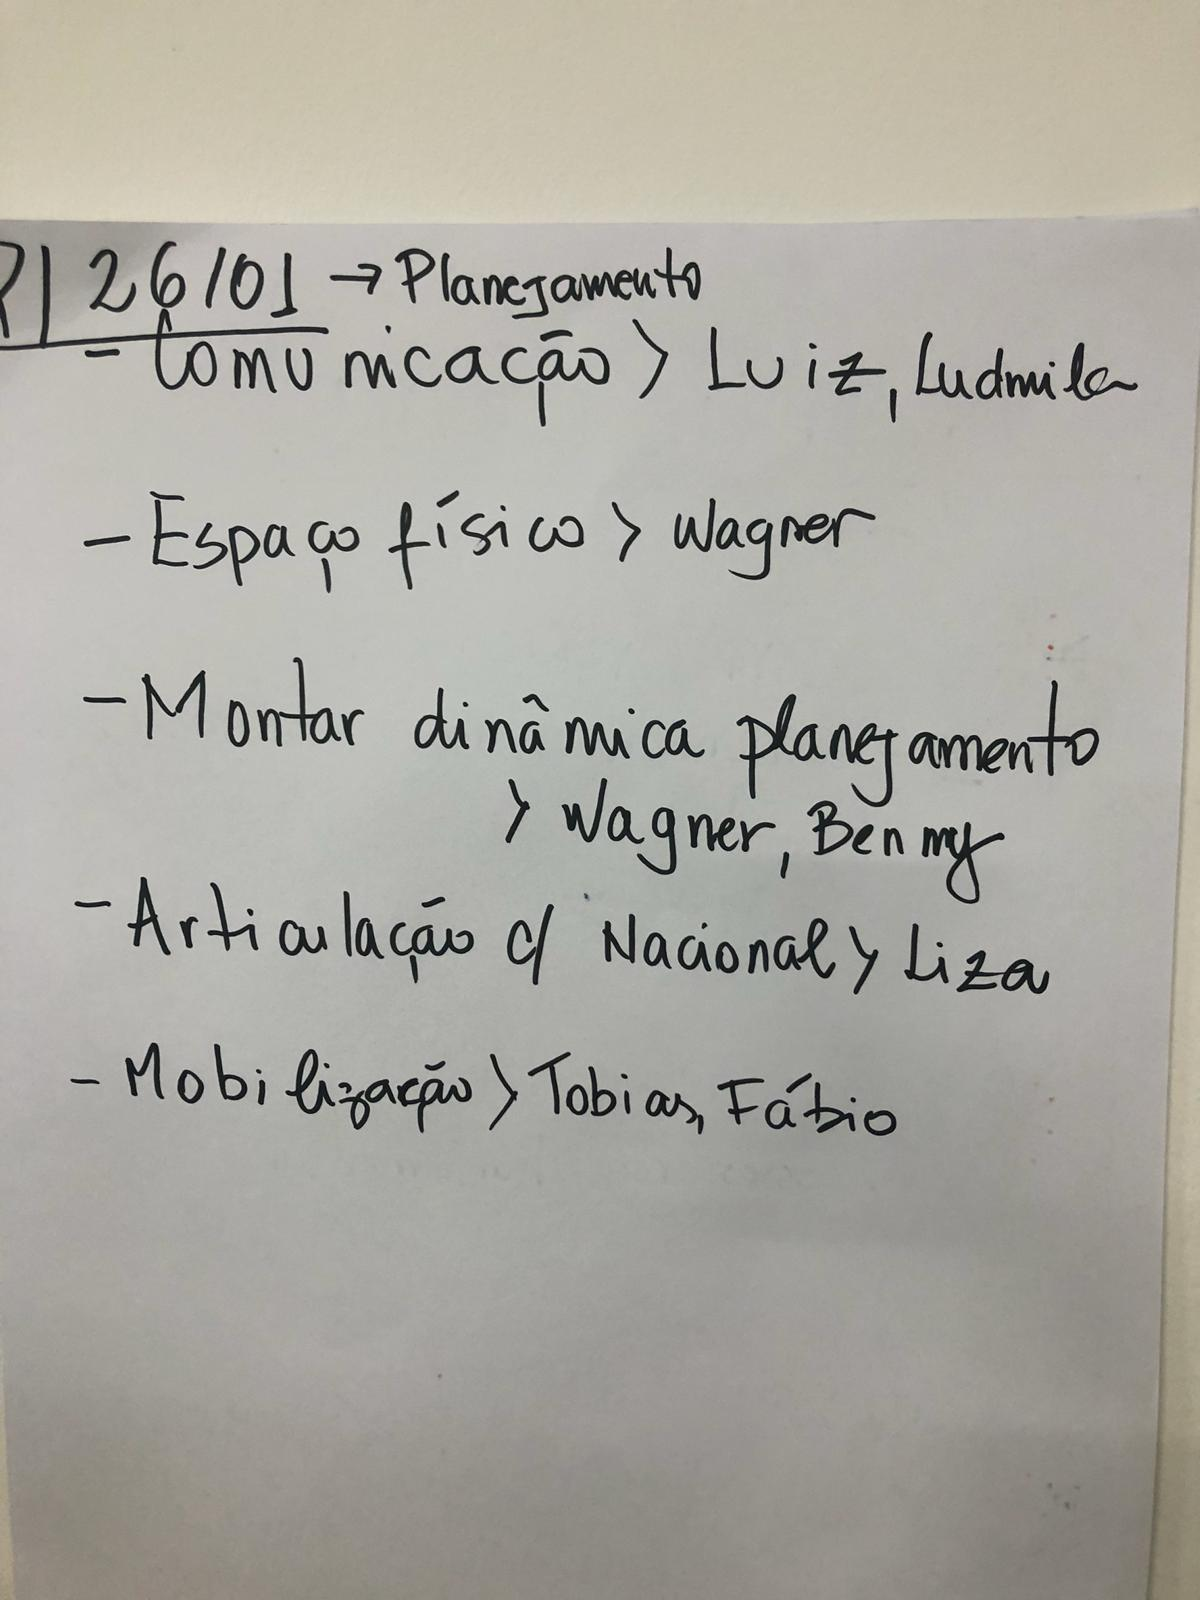 26/01 → Planejamento
- Comunicação > Luiz, Ludmila
- Espaço físico > Wagner
- Montar dinâmica planejamento
> Wagner, Benny
- Articulação c/ Nacional > Liza
- Mobilização > Tobias, Fábio